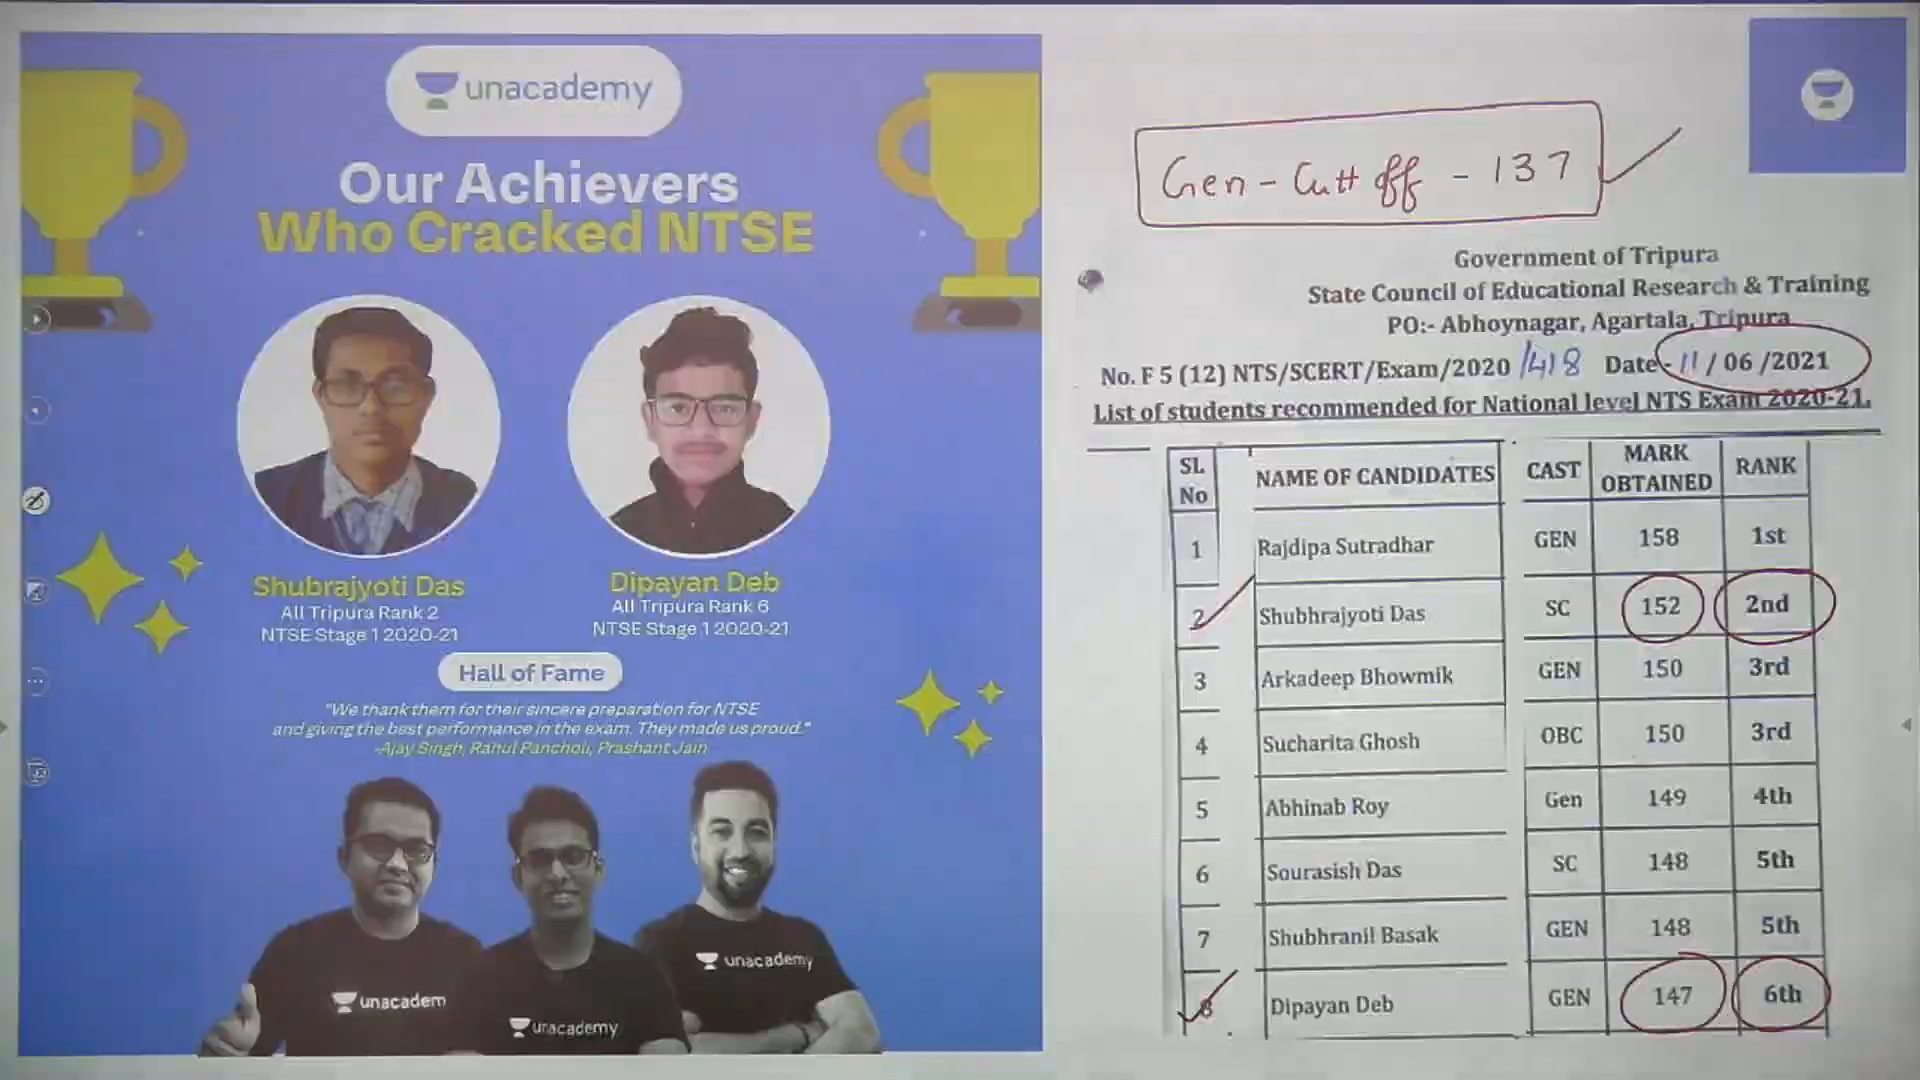 unacademy
Our Achievers
Who Cracked NTSE
Shubrajyoti Das
All Tripura Rank 2
NTSE Stage 1 2020-21
Dipayan Deb
All Tripura Rank 6
NTSE Stage 1 2020-21
Hall of Fame
"We thank them for their sincere preparation for NTSE
and giving the best performance in the exam. They made us proud."
-Ajay Singh, Rahul Pancholi, Prashant Jain
unacadem
unacademy
unacademy
Gen - Cutt off - 137
Government of Tripura
State Council of Educational Research & Training
PO:- Abhoynagar, Agartala, Tripura
No. F 5 (12) NTS/SCERT/Exam/2020 /418 Date - 11 / 06 /2021
List of students recommended for National level NTS Exam 2020-21.
SL No NAME OF CANDIDATES CAST MARK OBTAINED RANK
1 Rajdipa Sutradhar GEN 158 1st
2 Shubhrajyoti Das SC 152 2nd
3 Arkadeep Bhowmik GEN 150 3rd
4 Sucharita Ghosh OBC 150 3rd
5 Abhinab Roy Gen 149 4th
6 Sourasish Das SC 148 5th
7 Shubhranil Basak GEN 148 5th
8 Dipayan Deb GEN 147 6th